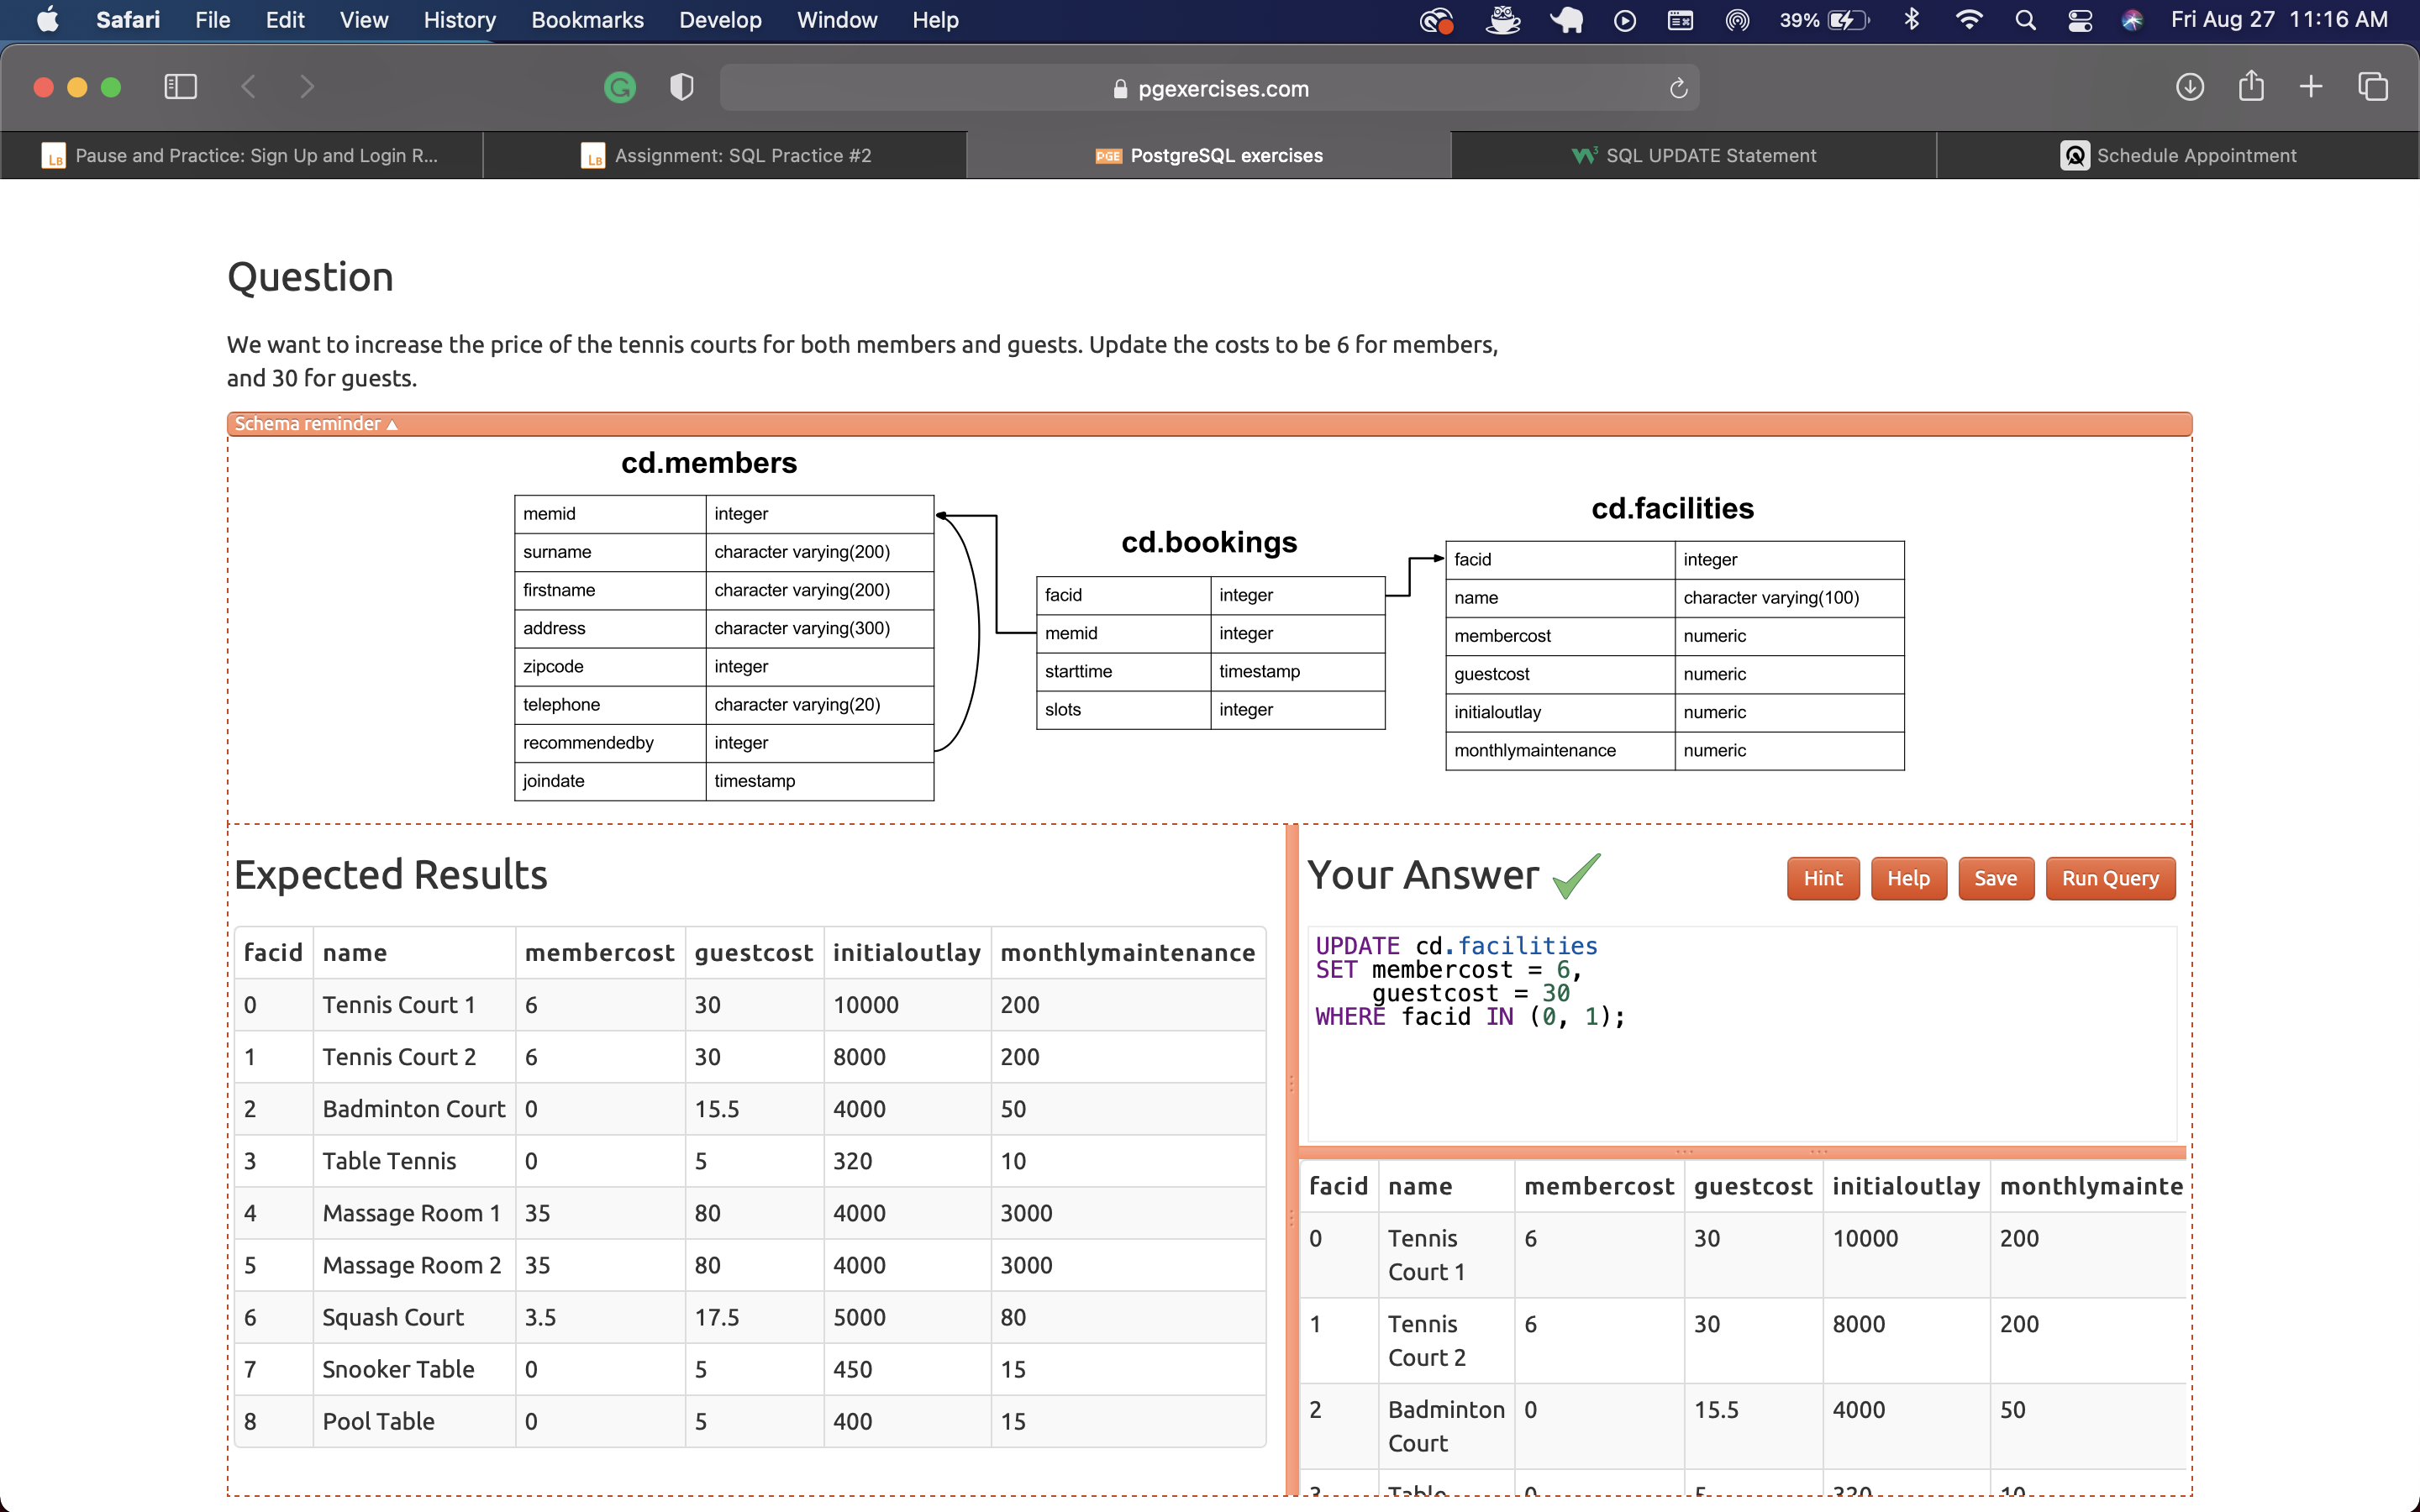 Safari File Edit View History Bookmarks Develop Window Help 39% Fri Aug 27 11:16 AM
pgexercises.com
Pause and Practice: Sign Up and Login R... Assignment: SQL Practice #2 PGE PostgreSQL exercises SQL UPDATE Statement Schedule Appointment
Question
We want to increase the price of the tennis courts for both members and guests. Update the costs to be 6 for members,
and 30 for guests.
Schema reminder ▲
cd.members
memid integer
surname character varying(200)
firstname character varying(200)
address character varying(300)
zipcode integer
telephone character varying(20)
recommendedby integer
joindate timestamp
cd.bookings
facid integer
memid integer
starttime timestamp
slots integer
cd.facilities
facid integer
name character varying(100)
membercost numeric
guestcost numeric
initialoutlay numeric
monthlymaintenance numeric
Expected Results
facid name membercost guestcost initialoutlay monthlymaintenance
0 Tennis Court 1 6 30 10000 200
1 Tennis Court 2 6 30 8000 200
2 Badminton Court 0 15.5 4000 50
3 Table Tennis 0 5 320 10
4 Massage Room 1 35 80 4000 3000
5 Massage Room 2 35 80 4000 3000
6 Squash Court 3.5 17.5 5000 80
7 Snooker Table 0 5 450 15
8 Pool Table 0 5 400 15
Your Answer
Hint Help Save Run Query
UPDATE cd.facilities
SET membercost = 6,
guestcost = 30
WHERE facid IN (0, 1);
facid name membercost guestcost initialoutlay monthlymainte
0 Tennis 6 30 10000 200
Court 1
1 Tennis 6 30 8000 200
Court 2
2 Badminton 0 15.5 4000 50
Court
3 Table 0 5 320 10